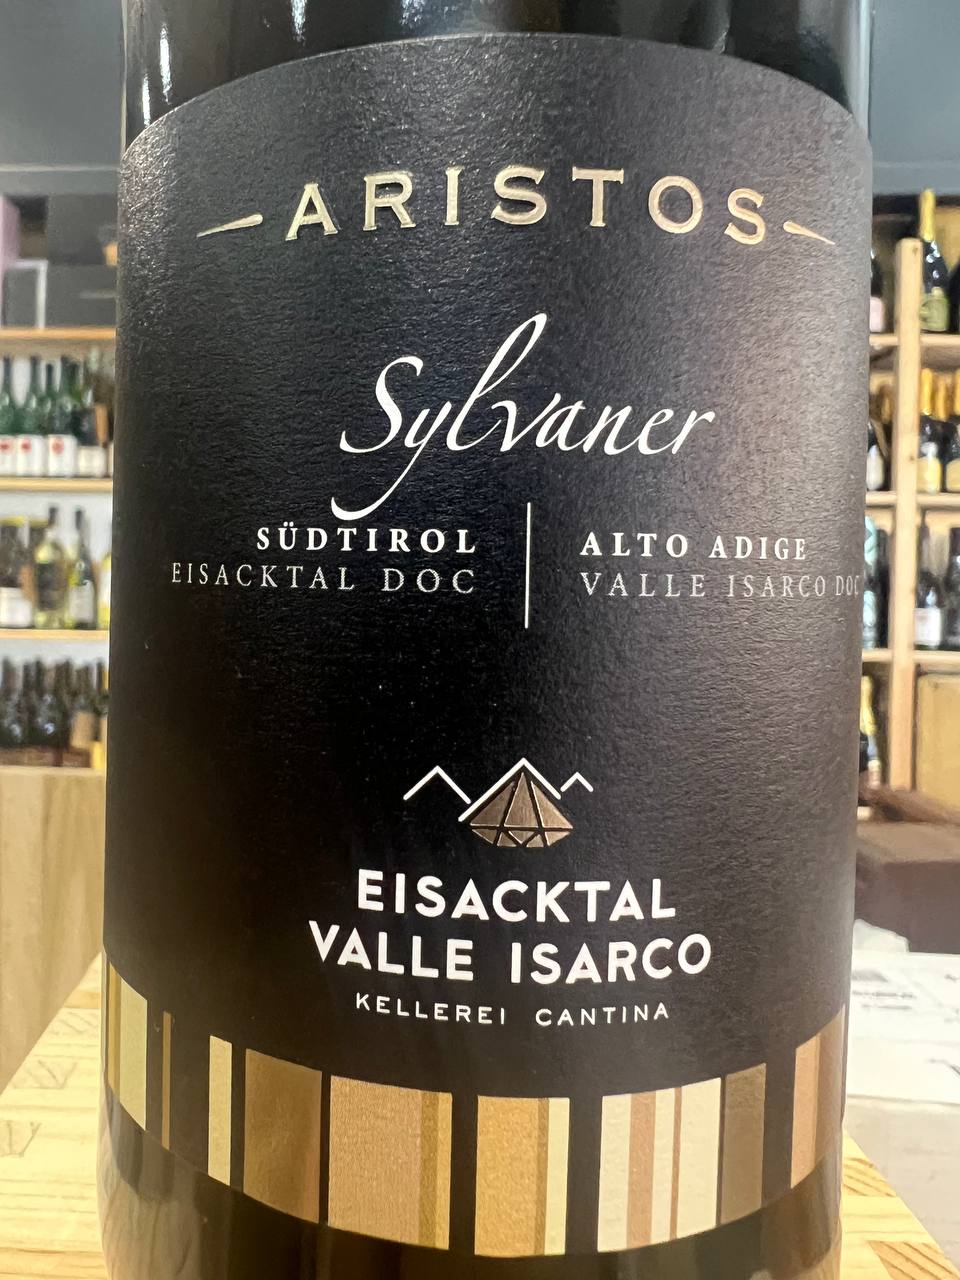 ARISTOS
Sylvaner
SÜDTIROL
EISACKTAL DOC
ALTO ADIGE
VALLE ISARCO DOC
EISACKTAL
VALLE ISARCO
KELLEREI CANTINA